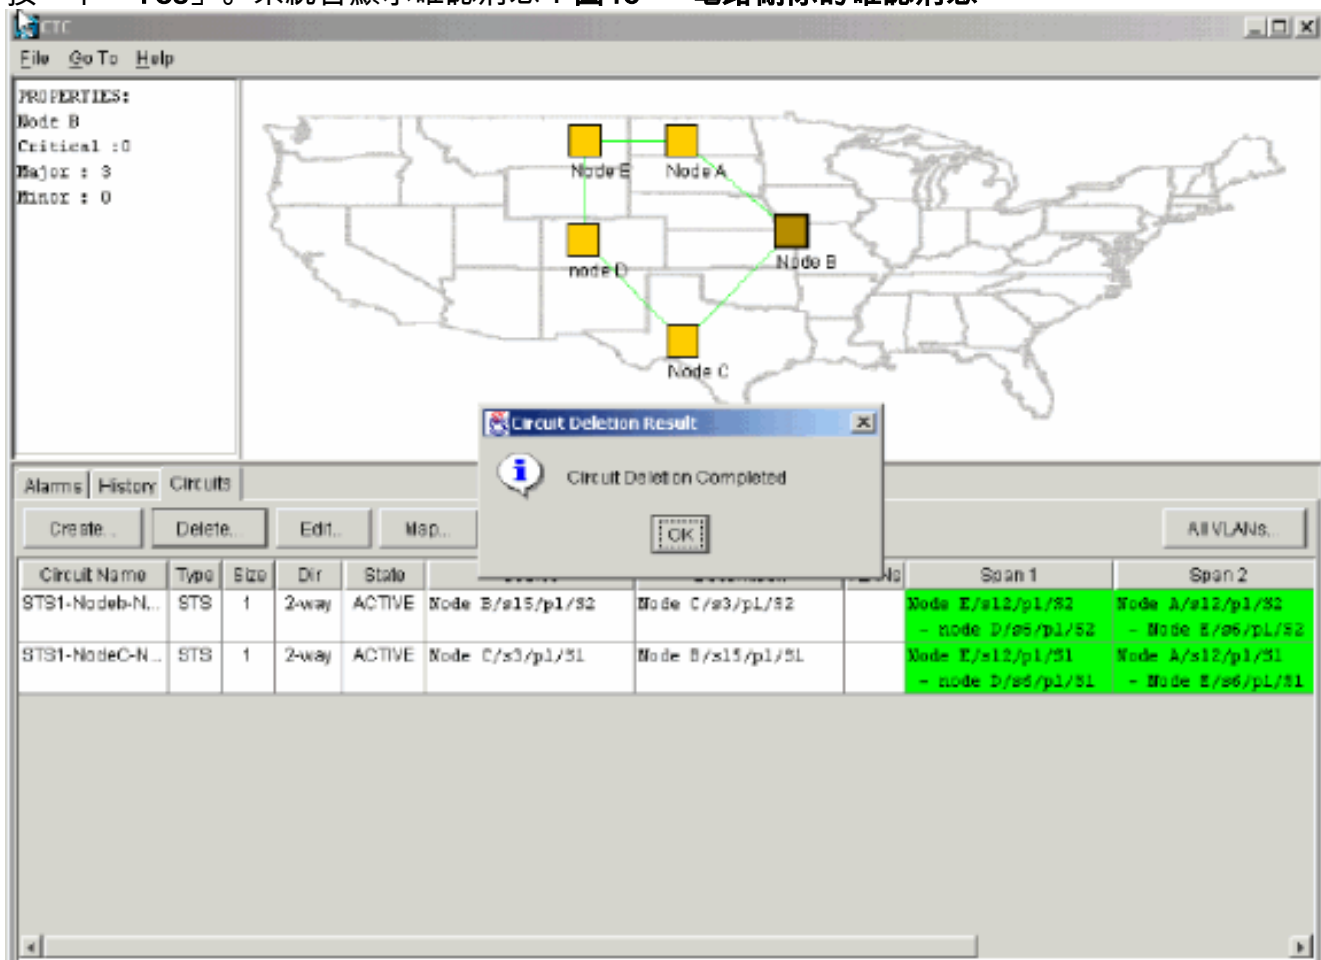 CTC
File Go To Help
PROPERTIES:
Node B
Critical :0
Major : 3
Minor : 0
Node E
Node A
Node B
node D
Node C
Circuit Deletion Result
Circuit Deletion Completed
OK
Alarms History Circuits
Create... Delete... Edit.. Map... All VLANs...
Circuit Name Type Size Dir State Span 1 Span 2
STS1-Nodeb-N... STS 1 2-way ACTIVE Node B/s15/p1/S2 Node C/s3/p1/S2 Node E/s12/p1/S2 Node A/s12/p1/S2
- node D/s6/p1/S2 - Node E/s6/p1/S2
STS1-NodeC-N... STS 1 2-way ACTIVE Node C/s3/p1/S1 Node B/s15/p1/S1 Node E/s12/p1/S1 Node A/s12/p1/S1
- node D/s6/p1/S1 - Node E/s6/p1/S1